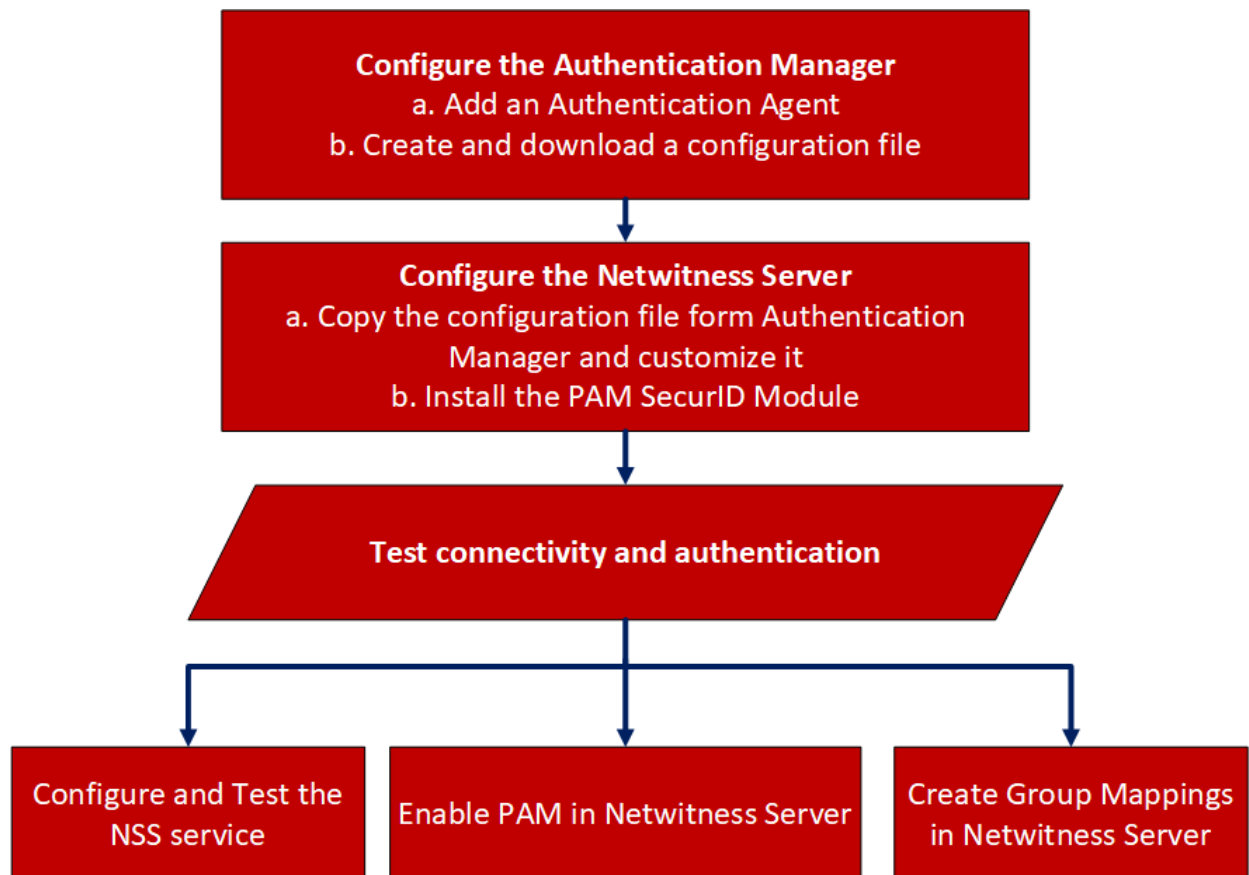 Configure the Authentication Manager
a. Add an Authentication Agent
b. Create and download a configuration file
Configure the Netwitness Server
a. Copy the configuration file form Authentication
Manager and customize it
b. Install the PAM SecurID Module
Test connectivity and authentication
Configure and Test the
NSS service
Enable PAM in Netwitness Server
Create Group Mappings
in Netwitness Server